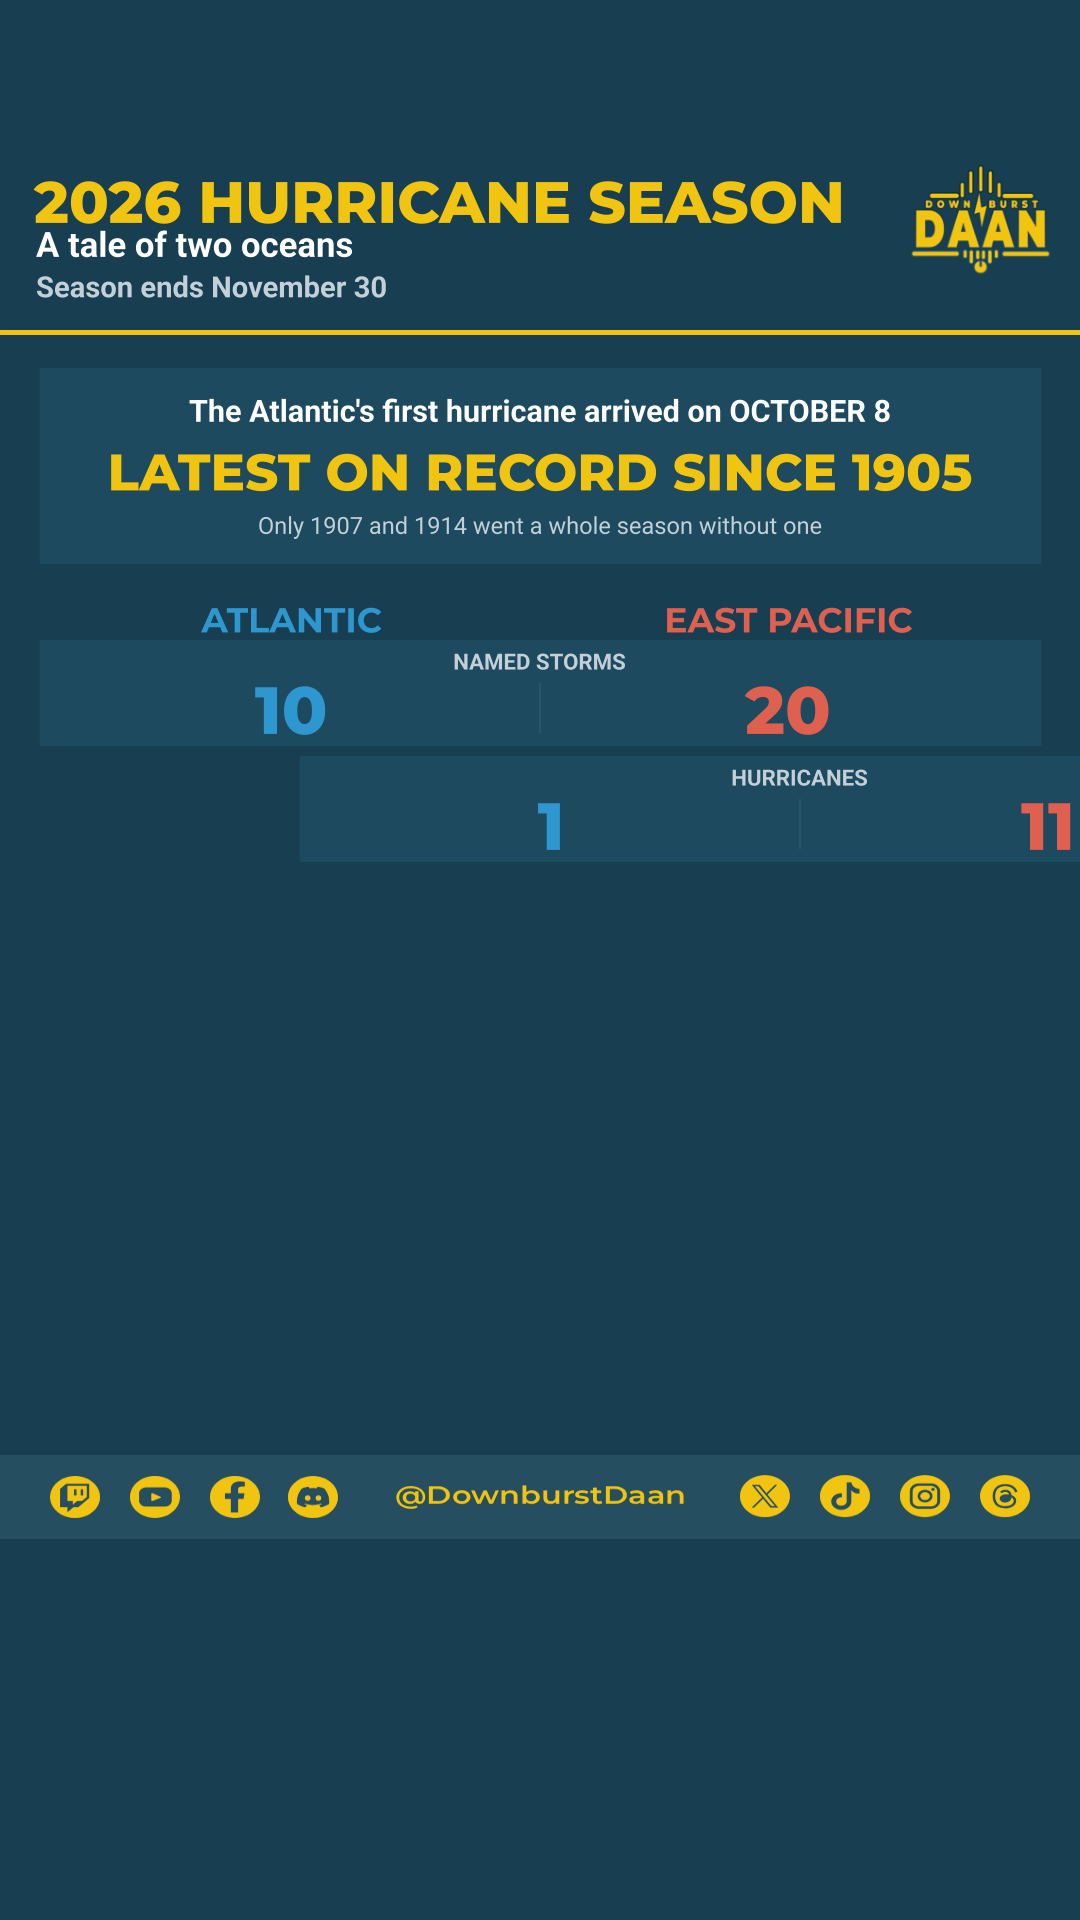 2026 HURRICANE SEASON
A tale of two oceans
Season ends November 30
DOWN BURST
DAAN
The Atlantic's first hurricane arrived on OCTOBER 8
LATEST ON RECORD SINCE 1905
Only 1907 and 1914 went a whole season without one
ATLANTIC EAST PACIFIC
NAMED STORMS
10 20
HURRICANES
1 11
@DownburstDaan